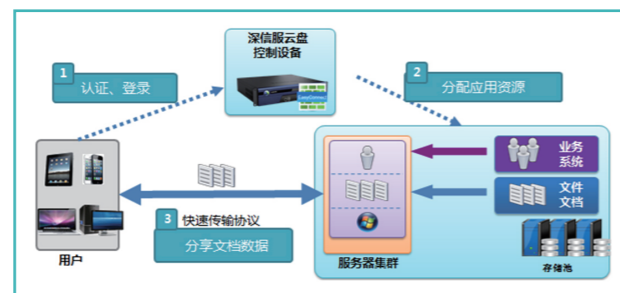 深信服云盘
控制设备
1
认证、登录
2
分配应用资源
业务
系统
文件
文档
3
快速传输协议
分享文档数据
用户
服务器集群
存储池